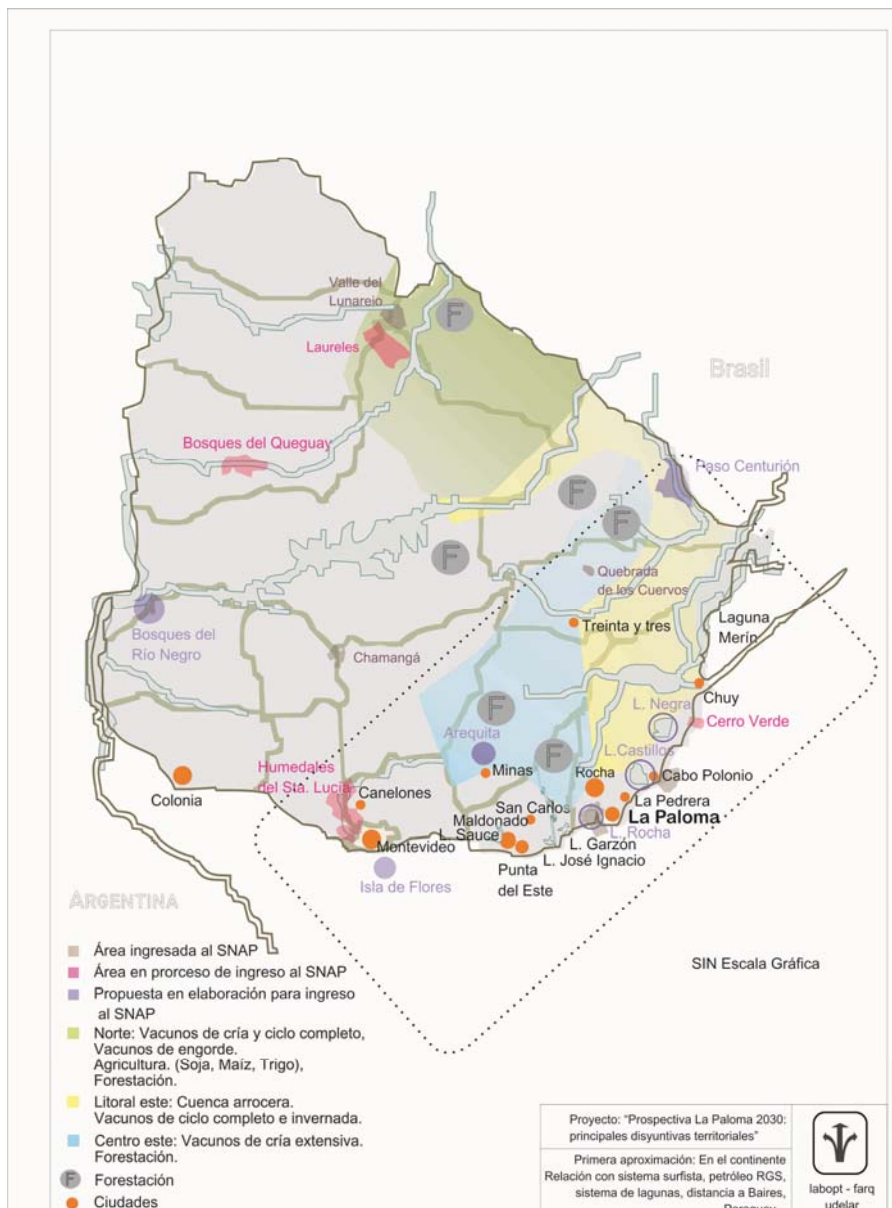 Valle del
Lunarejo
F
Laureles
Brasil
Bosques del Queguay
Paso Centurión
F
F
F
Quebrada
de los Cuervos
Bosques del
Río Negro
Treinta y tres
Laguna
Merín
Chamangá
Chuy
L. Negra
Cerro Verde
F
Arequita
L.Castillos
F
Humedales
del Sta. Lucía
Minas
Rocha
Cabo Polonio
Colonia
Canelones
La Pedrera
San Carlos
La Paloma
Maldonado
L. Rocha
L. Sauce
Montevideo
L. Garzón
L. José Ignacio
Punta
del Este
Isla de Flores
ARGENTINA
Área ingresada al SNAP
Área en prorceso de ingreso al SNAP
Propuesta en elaboración para ingreso
al SNAP
Norte: Vacunos de cría y ciclo completo,
Vacunos de engorde.
Agricultura. (Soja, Maíz, Trigo),
Forestación.
Litoral este: Cuenca arrocera.
Vacunos de ciclo completo e invernada.
Centro este: Vacunos de cría extensiva.
Forestación.
F Forestación
Ciudades
SIN Escala Gráfica
Proyecto: “Prospectiva La Paloma 2030:
principales disyuntivas territoriales”
Primera aproximación: En el continente
Relación con sistema surfista, petróleo RGS,
sistema de lagunas, distancia a Baires,
labopt - farq
udelar